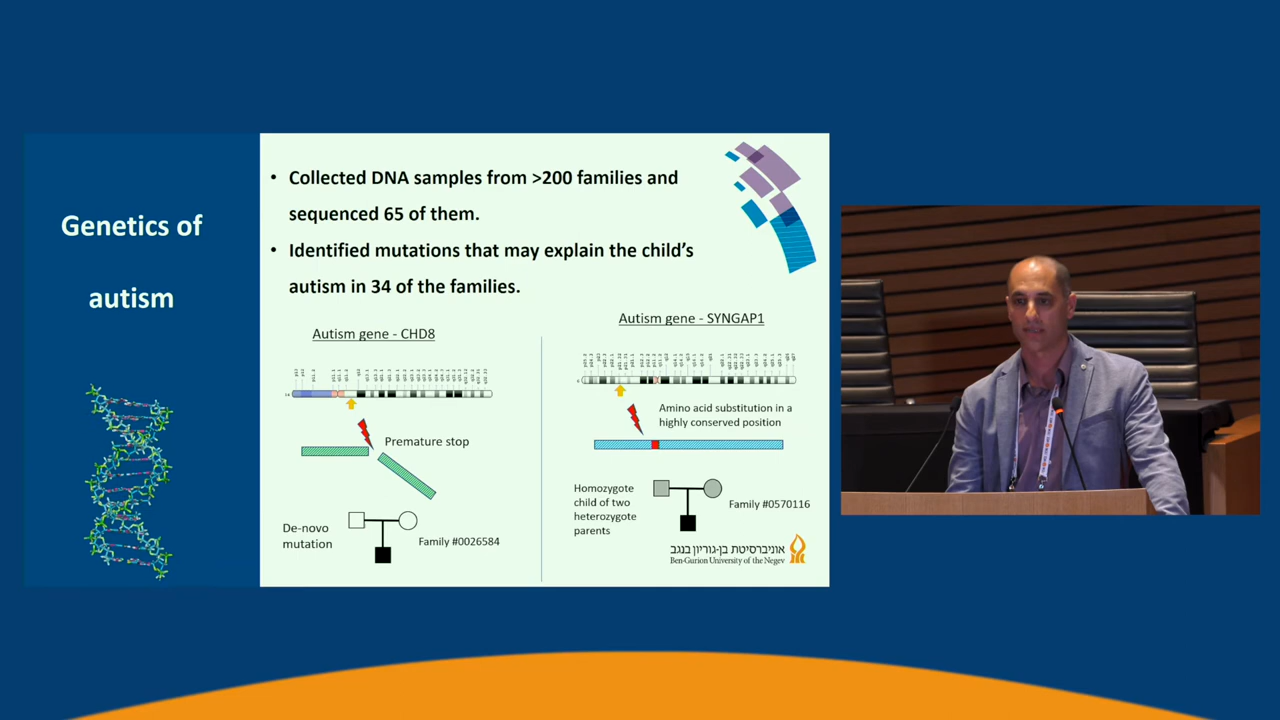 Genetics of
autism
• Collected DNA samples from >200 families and
sequenced 65 of them.
• Identified mutations that may explain the child's
autism in 34 of the families.
Autism gene - CHD8
Premature stop
De-novo
mutation
Family #0026584
Autism gene - SYNGAP1
Amino acid substitution in a
highly conserved position
Homozygote
child of two
heterozygote
parents
Family #0570116
אוניברסיטת בן-גוריון בנגב
Ben-Gurion University of the Negev